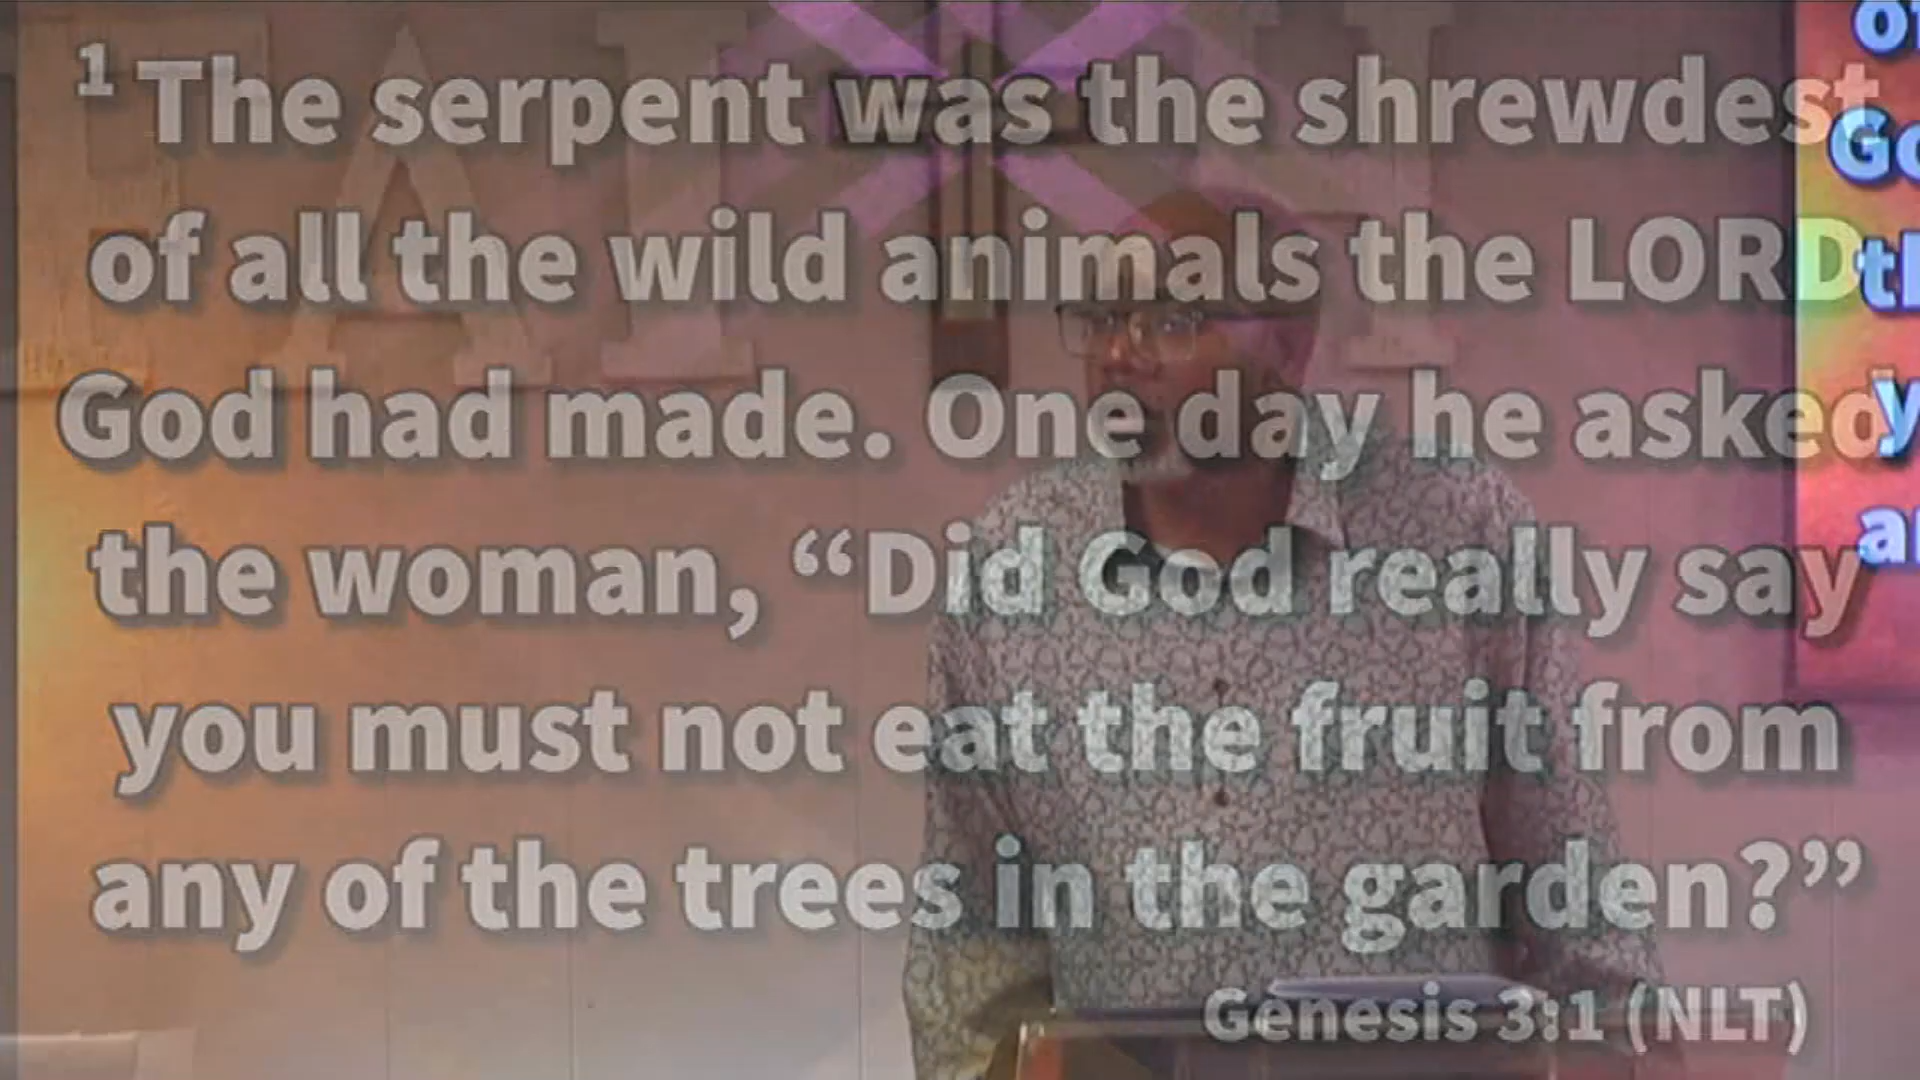 FAITH
¹ The serpent was the shrewdest
of all the wild animals the LORD
God had made. One day he asked
the woman, “Did God really say
you must not eat the fruit from
any of the trees in the garden?”
Genesis 3:1 (NLT)